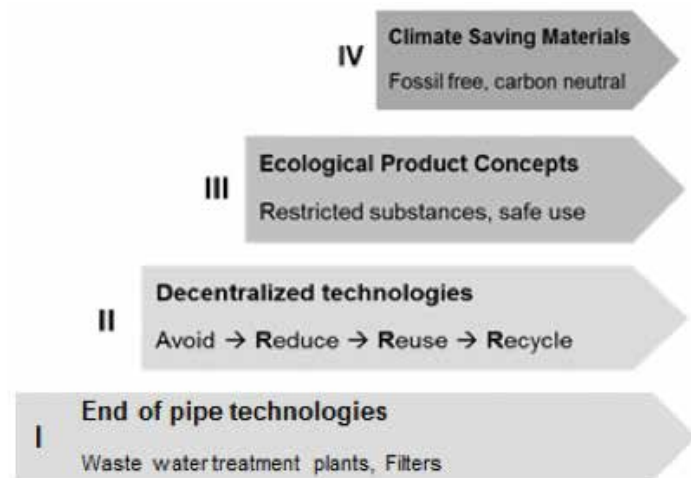 IV
Climate Saving Materials
Fossil free, carbon neutral
III
Ecological Product Concepts
Restricted substances, safe use
II
Decentralized technologies
Avoid → Reduce → Reuse → Recycle
I
End of pipe technologies
Waste water treatment plants, Filters